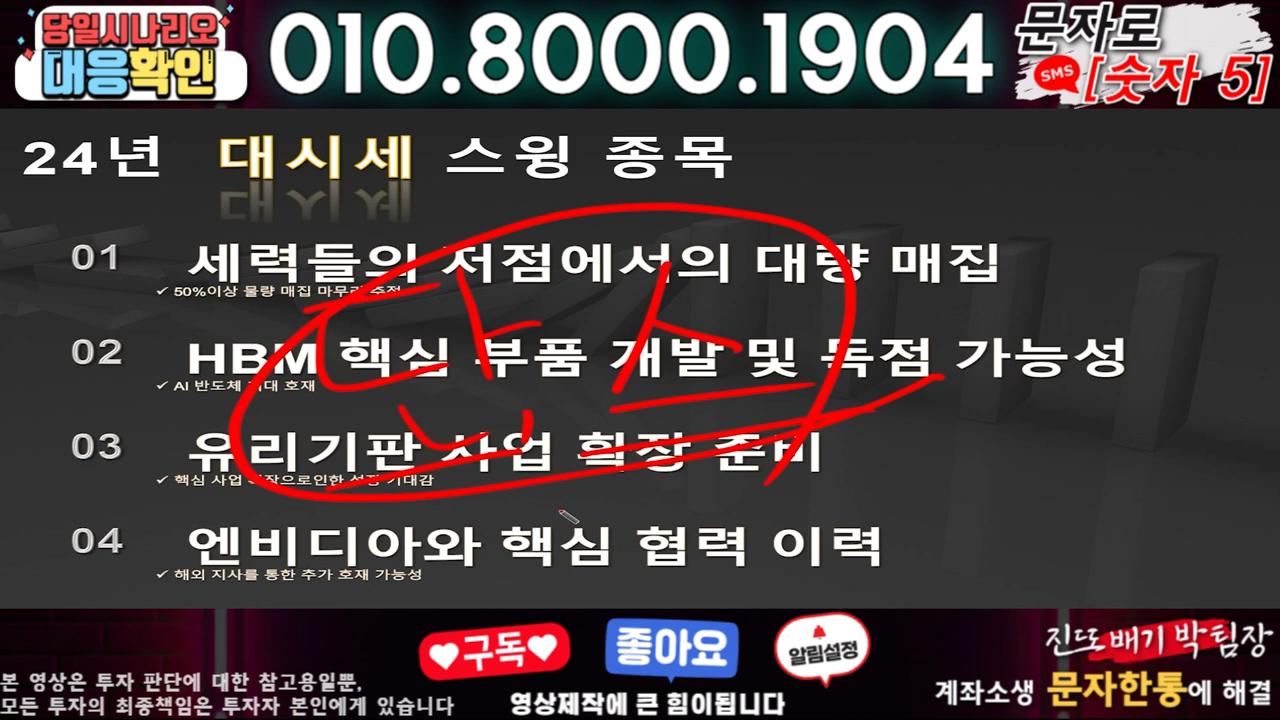 당일시나리오
대응확인
010.8000.1904
문자로
SMS
[숫자 5]
24년 대시세 스윙 종목
01 세력들의 저점에서의 대량 매집
✓ 50%이상 물량 매집 마무리 추정
02 HBM 핵심 부품 개발 및 독점 가능성
✓ AI 반도체 확대 호재
03 유리기판 사업 확장 준비
✓ 핵심 사업 확장으로인한 성장 기대감
04 엔비디아와 핵심 협력 이력
✓ 해외 지사를 통한 추가 호재 가능성
구독
좋아요
알림설정
본 영상은 투자 판단에 대한 참고용일뿐,
모든 투자의 최종책임은 투자자 본인에게 있습니다
영상제작에 큰 힘이됩니다
진또배기 박팀장
계좌소생 문자한통에 해결